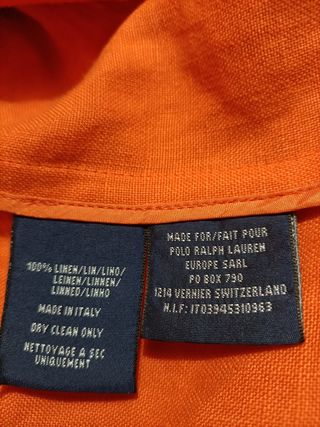 100% LINEN/LIN/LINO/
LEINEN/LINNEN/
LINNED/LINHO
MADE IN ITALY
DRY CLEAN ONLY
NETTOYAGE A SEC
UNIQUEMENT
MADE FOR/FAIT POUR
POLO RALPH LAUREN
EUROPE SARL
PO BOX 790
1214 VERNIER SWITZERLAND
N.I.F: IT03945310963